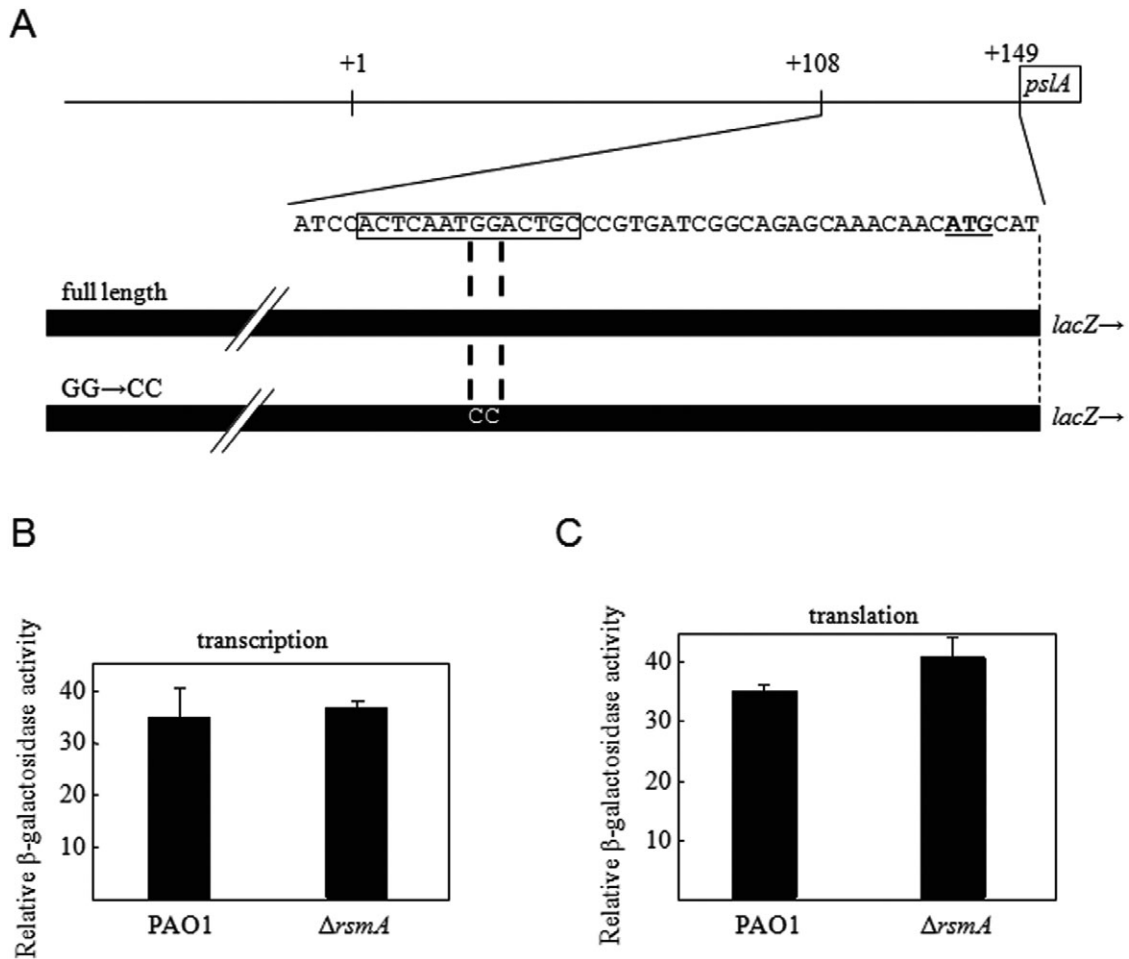 A
+1
+108
+149
pslA
ATCCACTCAATGGACTGCCCGTGATCGGCAGAGCAAACAACATGCAT
full length
lacZ→
GG→CC
CC
lacZ→
B
transcription
Relative β-galactosidase activity
40
30
20
10
PAO1 ΔrsmA
C
translation
Relative β-galactosidase activity
40
30
20
10
PAO1 ΔrsmA